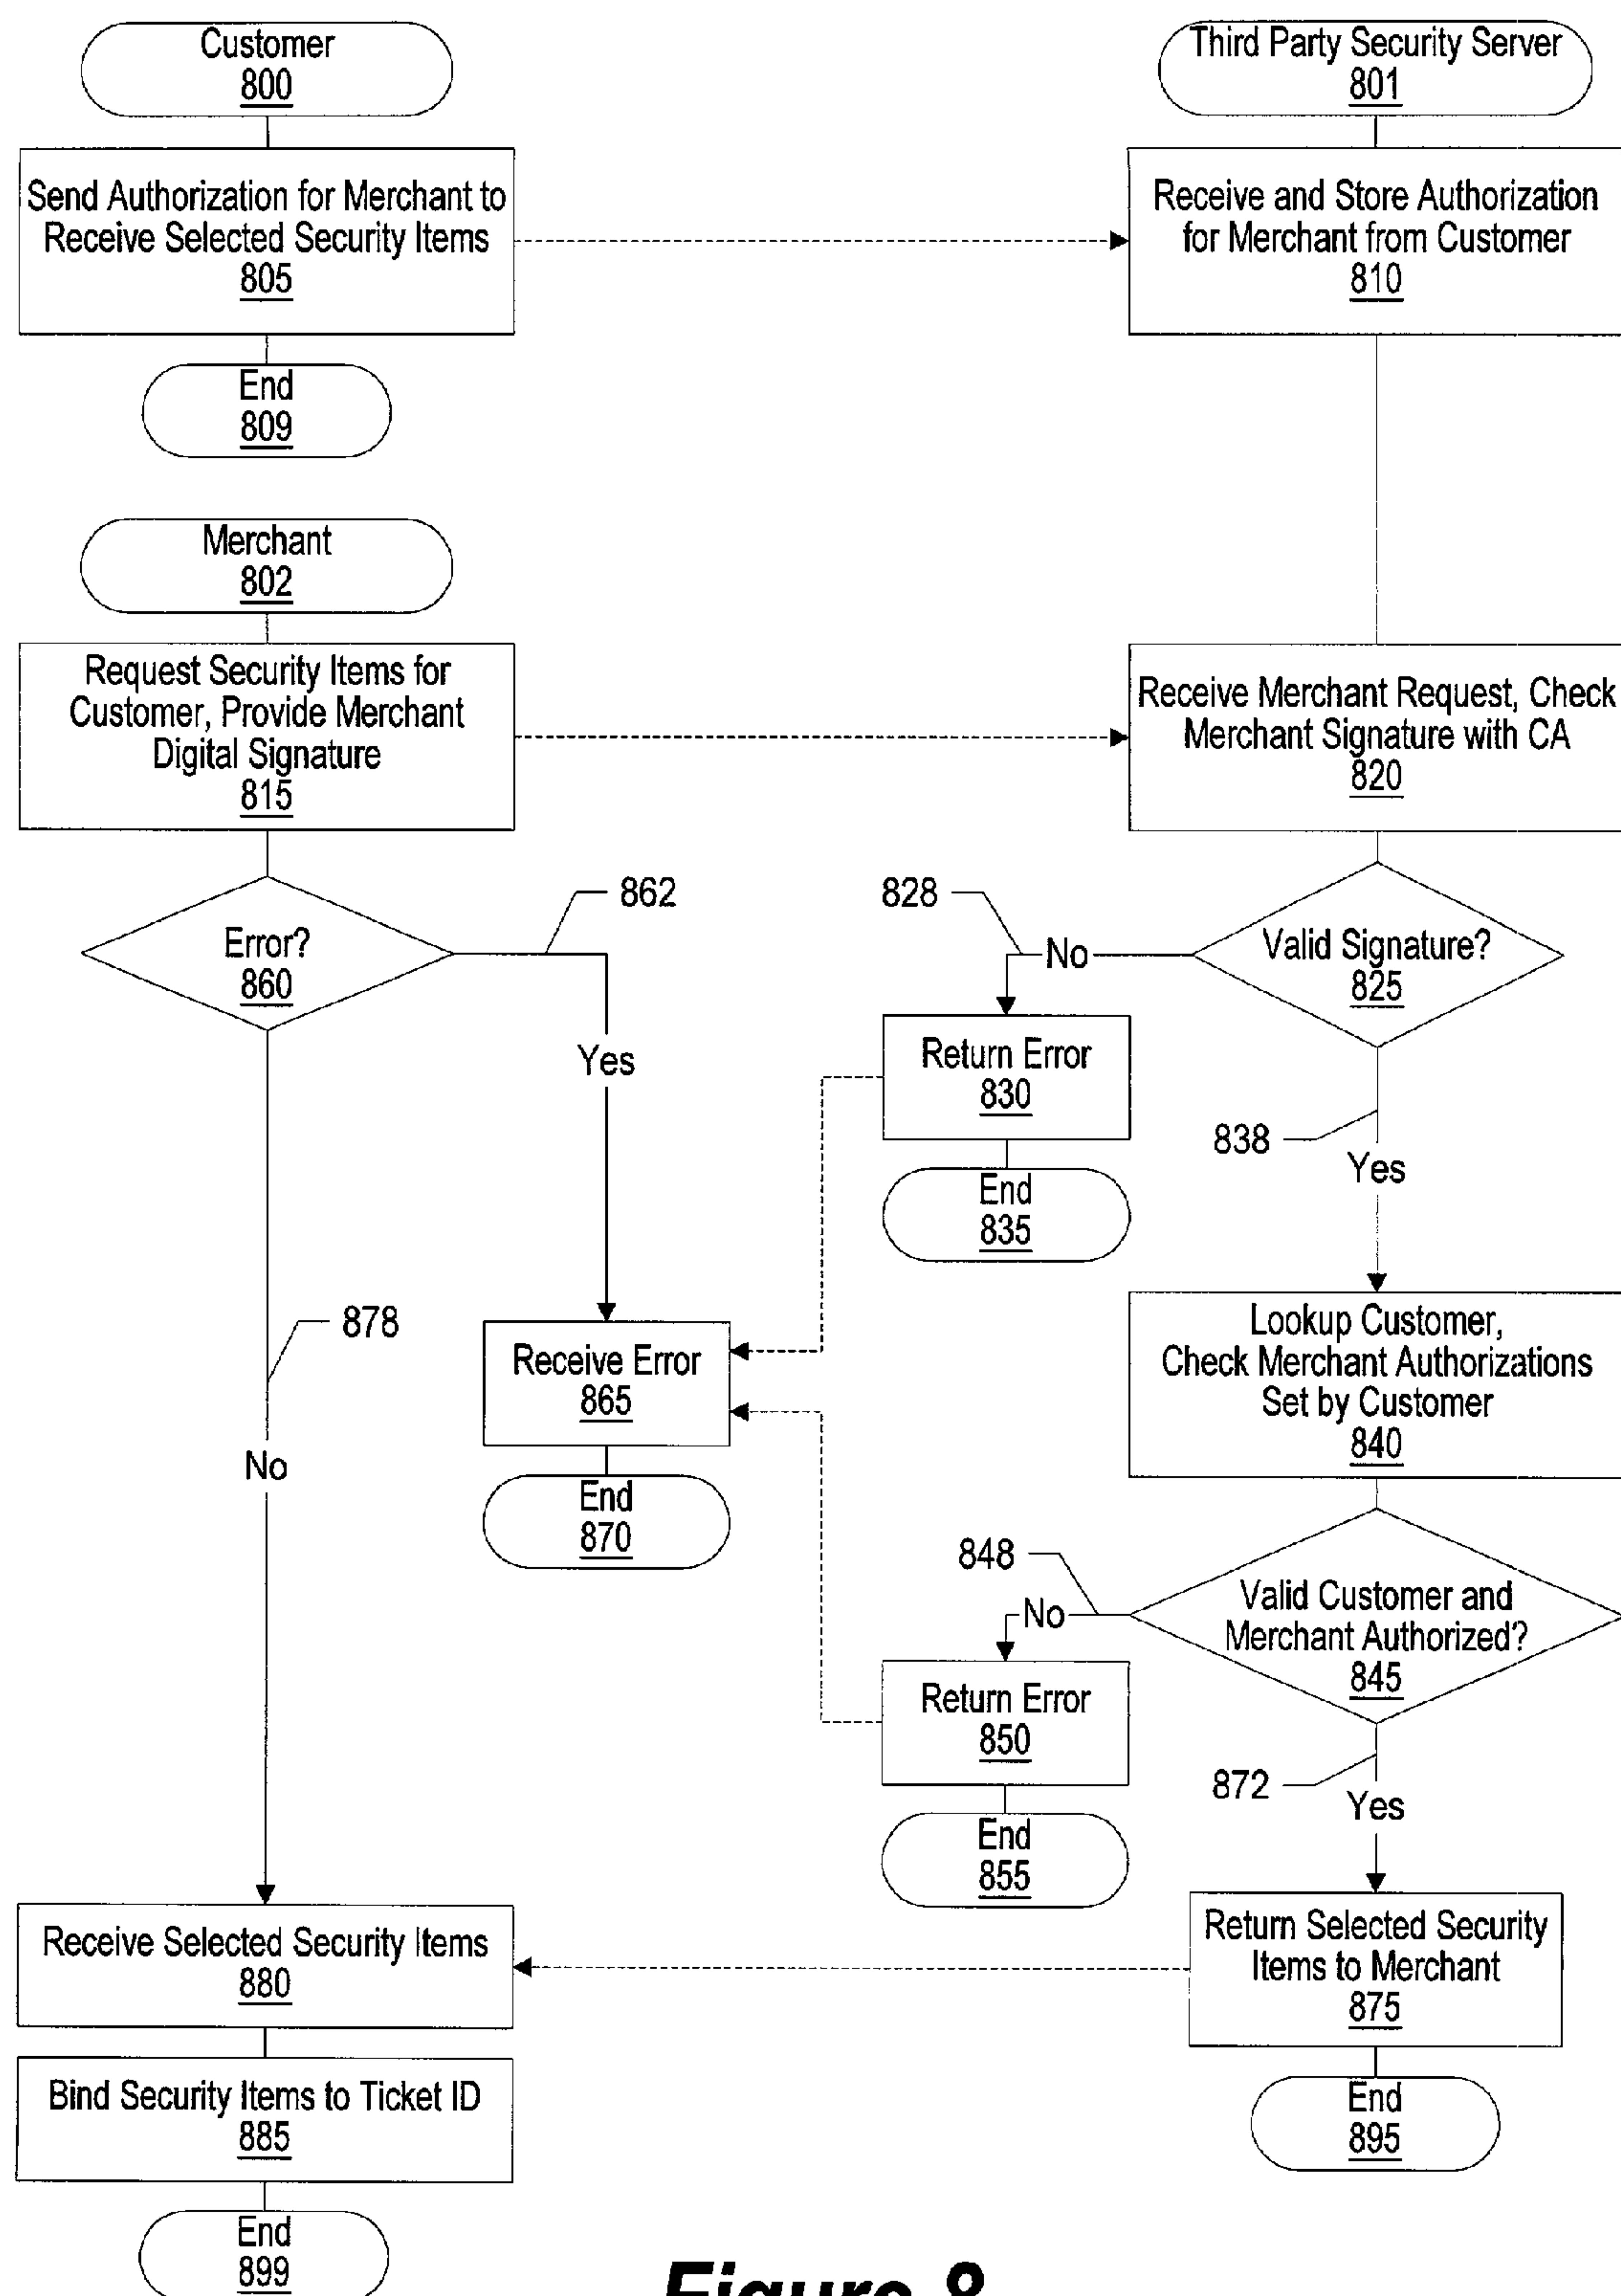 Customer
800
Third Party Security Server
801
Send Authorization for Merchant to
Receive Selected Security Items
805
Receive and Store Authorization
for Merchant from Customer
810
End
809
Merchant
802
Request Security Items for
Customer, Provide Merchant
Digital Signature
815
Receive Merchant Request, Check
Merchant Signature with CA
820
862
828
Error?
860
No
Valid Signature?
825
Yes
Return Error
830
838
Yes
End
835
878
Receive Error
865
Lookup Customer,
Check Merchant Authorizations
Set by Customer
840
No
End
870
848
No
Valid Customer and
Merchant Authorized?
845
Return Error
850
872
Yes
End
855
Receive Selected Security Items
880
Return Selected Security
Items to Merchant
875
Bind Security Items to Ticket ID
885
End
895
End
899
Figure 8